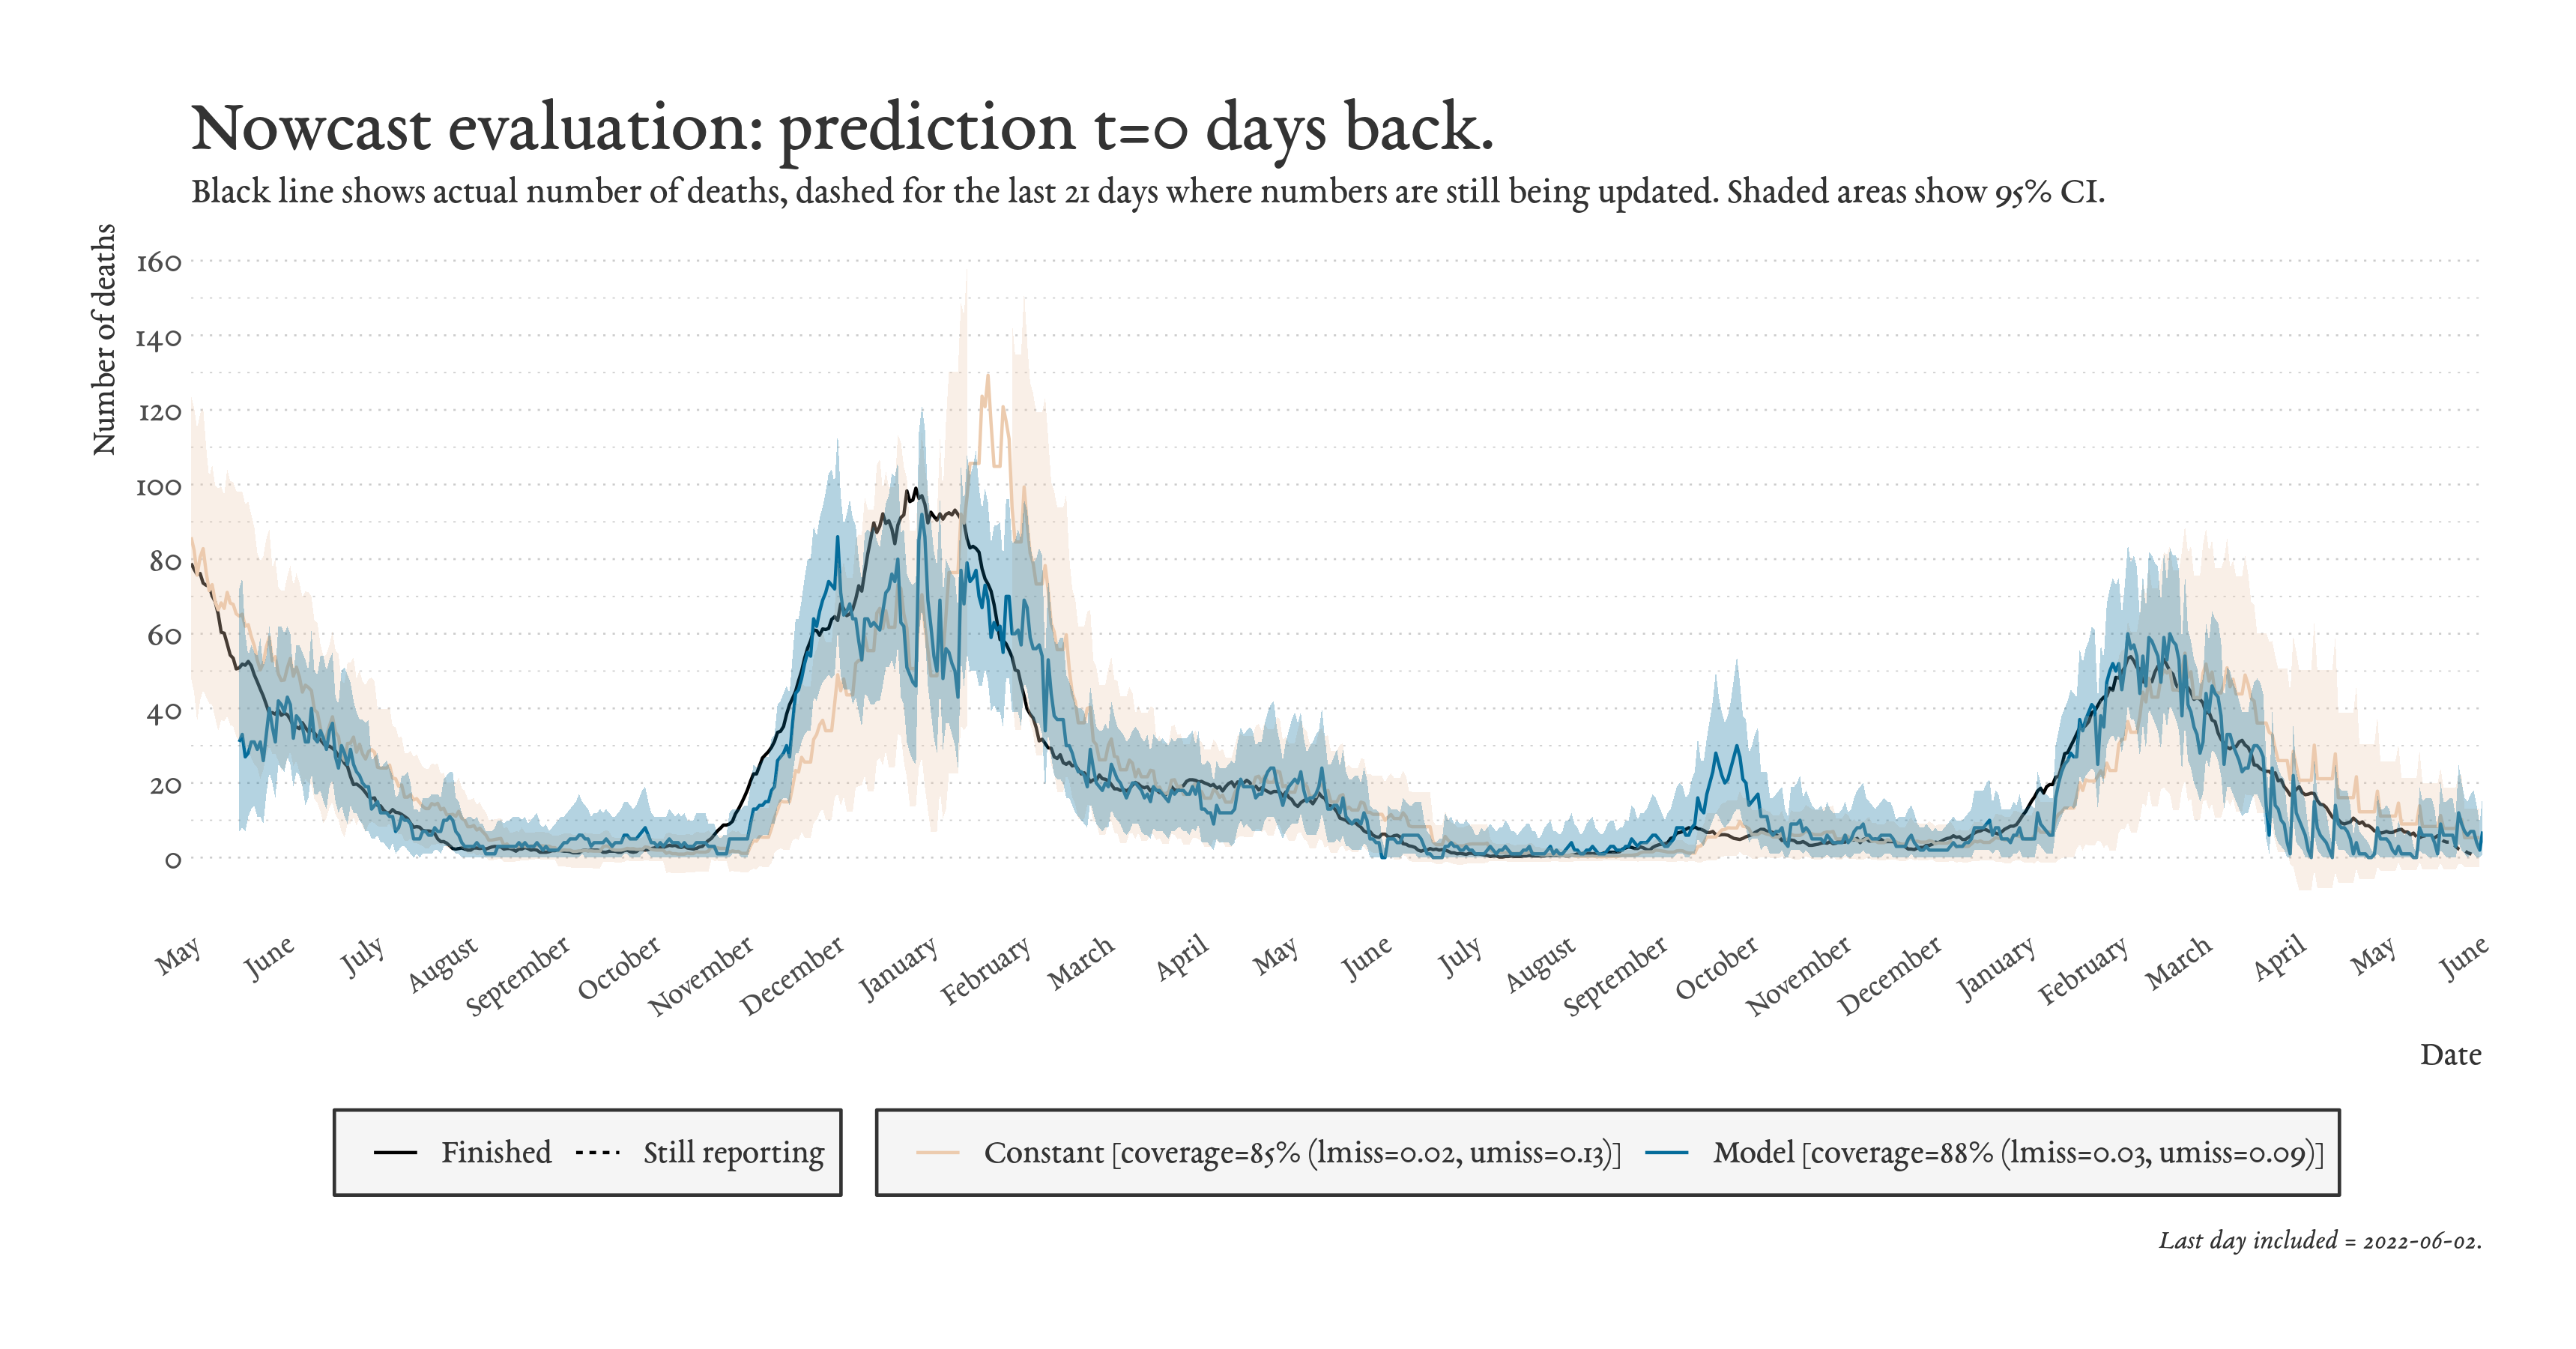 Nowcast evaluation: prediction t=0 days back.
Black line shows actual number of deaths, dashed for the last 21 days where numbers are still being updated. Shaded areas show 95% CI.
Number of deaths
160
140
120
100
80
60
40
20
0
May
June
July
August
September
October
November
December
January
February
March
April
May
June
July
August
September
October
November
December
January
February
March
April
May
June
Date
Finished
Still reporting
Constant [coverage=85% (lmiss=0.02, umiss=0.13)]
Model [coverage=88% (lmiss=0.03, umiss=0.09)]
Last day included = 2022-06-02.